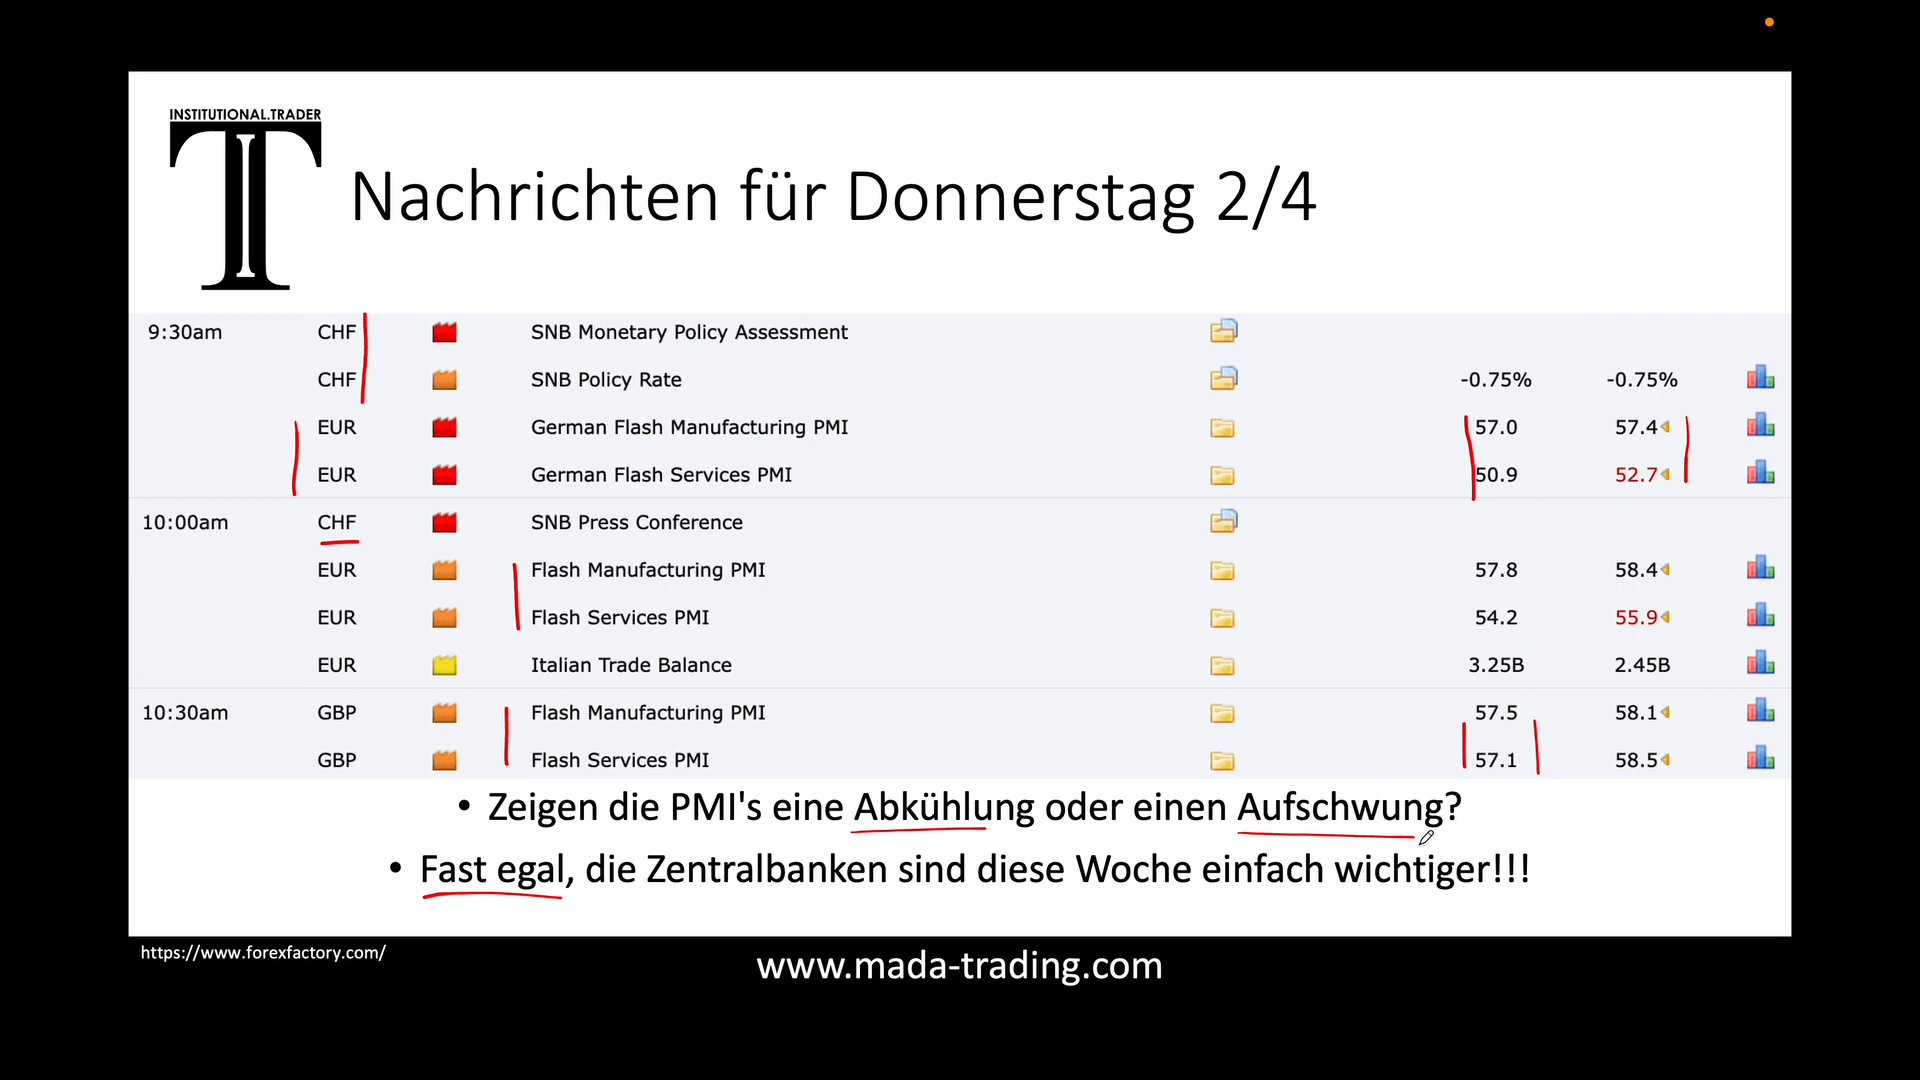 INSTITUTIONAL.TRADER
Nachrichten für Donnerstag 2/4
9:30am CHF SNB Monetary Policy Assessment
CHF SNB Policy Rate -0.75% -0.75%
EUR German Flash Manufacturing PMI 57.0 57.4
EUR German Flash Services PMI 50.9 52.7
10:00am CHF SNB Press Conference
EUR Flash Manufacturing PMI 57.8 58.4
EUR Flash Services PMI 54.2 55.9
EUR Italian Trade Balance 3.25B 2.45B
10:30am GBP Flash Manufacturing PMI 57.5 58.1
GBP Flash Services PMI 57.1 58.5
• Zeigen die PMI's eine Abkühlung oder einen Aufschwung?
• Fast egal, die Zentralbanken sind diese Woche einfach wichtiger!!!
https://www.forexfactory.com/
www.mada-trading.com